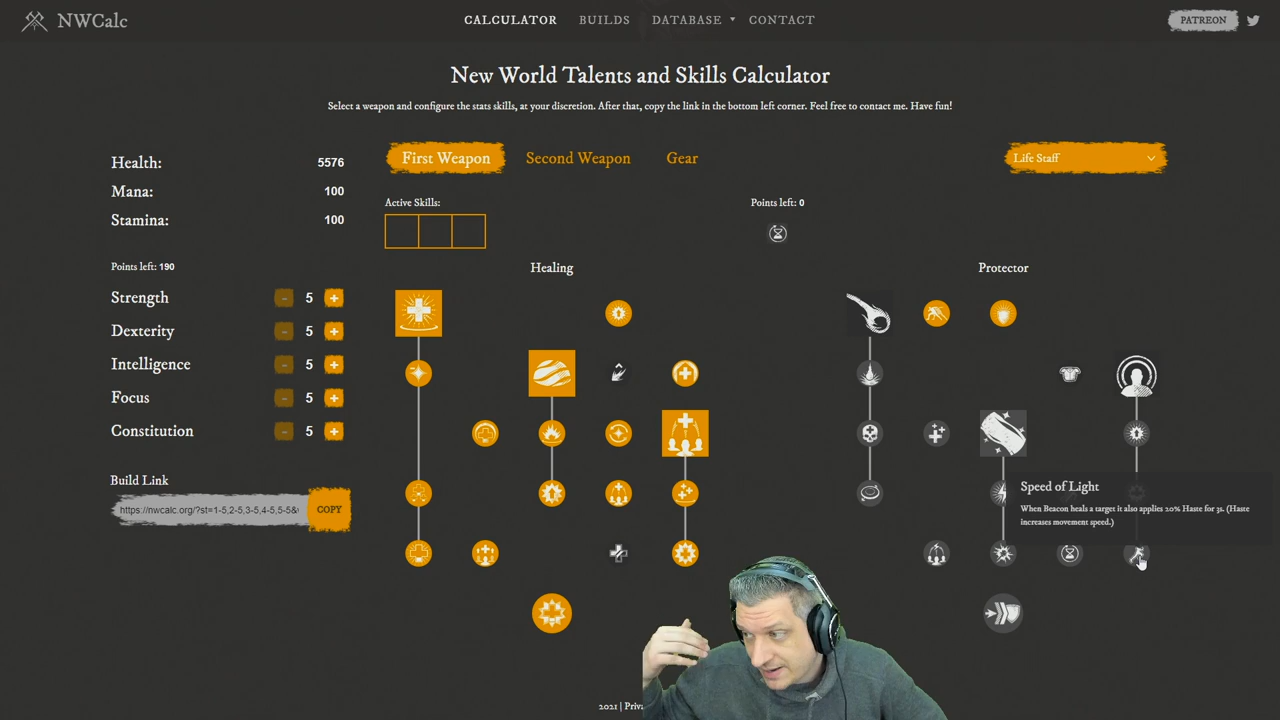 NWCalc
CALCULATOR
BUILDS
DATABASE
CONTACT
PATREON
New World Talents and Skills Calculator
Select a weapon and configure the stats skills, at your discretion. After that, copy the link in the bottom left corner. Feel free to contact me. Have fun!
First Weapon
Second Weapon
Gear
Life Staff
Health: 5576
Mana: 100
Stamina: 100
Active Skills:
Points left: 0
Points left: 190
Healing
Protector
Strength - 5 +
Dexterity - 5 +
Intelligence - 5 +
Focus - 5 +
Constitution - 5 +
Build Link
https://nwcalc.org/?st=1-5,2-5,3-5,4-5,5-5&
COPY
Speed of Light
When Beacon heals a target it also applies 20% Haste for 3s. (Haste
increases movement speed.)
2021 |